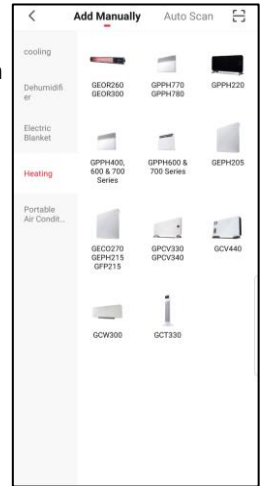 Add Manually
Auto Scan
cooling
Dehumidifi
er
Electric
Blanket
Heating
Portable
Air Condit...
GEOR260
GEOR300
GPPH770
GPPH780
GPPH220
GPPH400,
600 & 700
Series
GPPH600 &
700 Series
GEPH205
GECO270
GEPH215
GFP215
GPCV330
GPCV340
GCV440
GCW300
GCT330